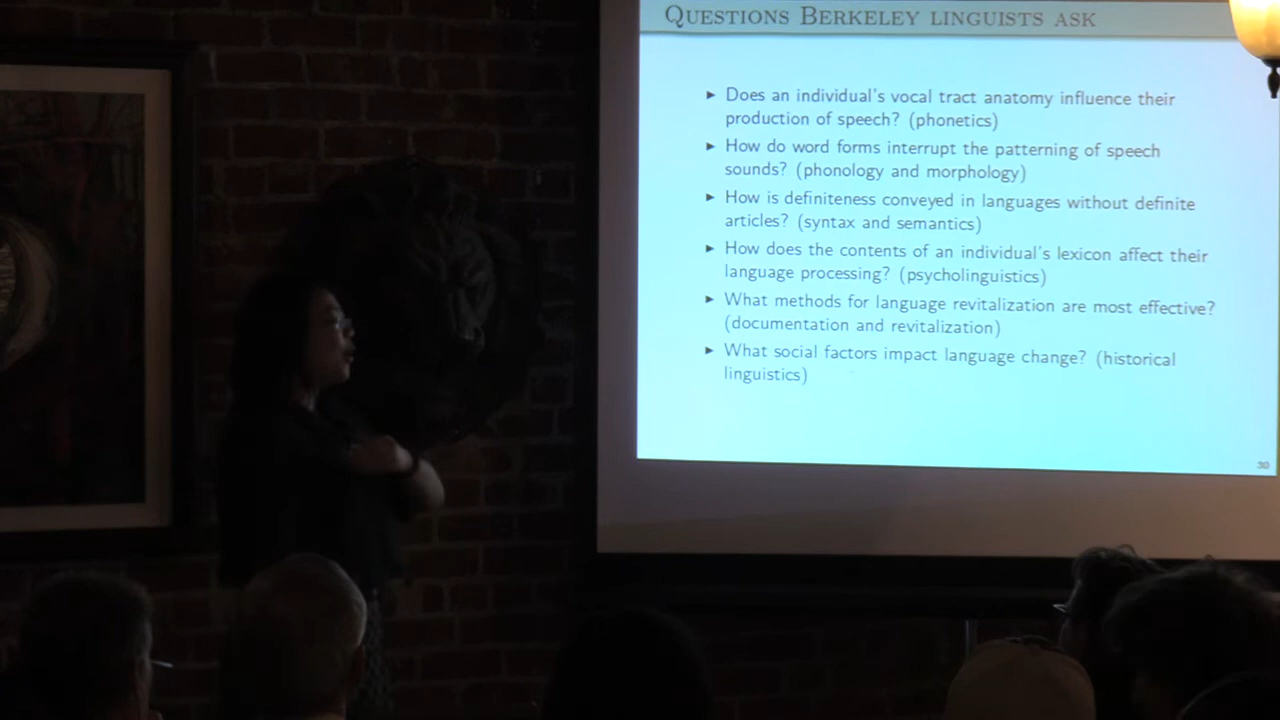 QUESTIONS BERKELEY LINGUISTS ASK
▶ Does an individual's vocal tract anatomy influence their
production of speech? (phonetics)
▶ How do word forms interrupt the patterning of speech
sounds? (phonology and morphology)
▶ How is definiteness conveyed in languages without definite
articles? (syntax and semantics)
▶ How does the contents of an individual's lexicon affect their
language processing? (psycholinguistics)
▶ What methods for language revitalization are most effective?
(documentation and revitalization)
▶ What social factors impact language change? (historical
linguistics)
30